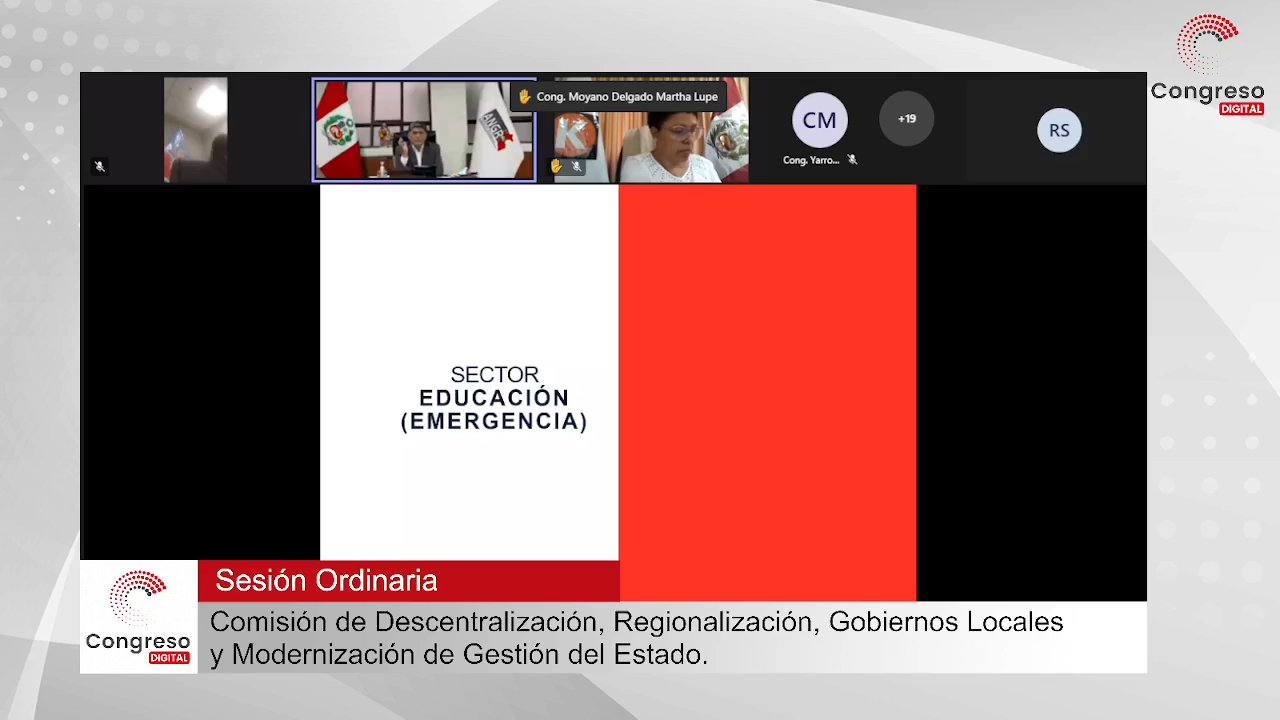 Congreso
DIGITAL
Cong. Moyano Delgado Martha Lupe
ANGR
K
CM
+19
RS
Cong. Yarro...
SECTOR
EDUCACIÓN
(EMERGENCIA)
Sesión Ordinaria
Congreso
DIGITAL
Comisión de Descentralización, Regionalización, Gobiernos Locales
y Modernización de Gestión del Estado.